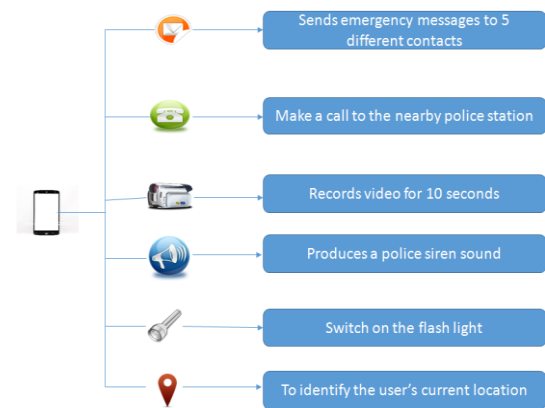 Sends emergency messages to 5
different contacts
Make a call to the nearby police station
Records video for 10 seconds
Produces a police siren sound
Switch on the flash light
To identify the user's current location